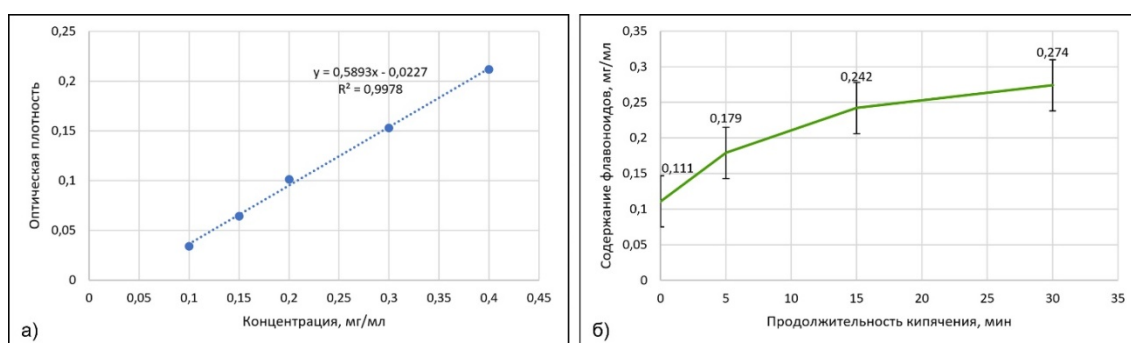 0,25
0,2
0,15
0,1
0,05
0
Оптическая плотность
y = 0,5893x - 0,0227
R² = 0,9978
0 0,05 0,1 0,15 0,2 0,25 0,3 0,35 0,4 0,45
Концентрация, мг/мл
а)
0,35
0,3
0,25
0,2
0,15
0,1
0,05
0
Содержание флавоноидов, мг/мл
0,111
0,179
0,242
0,274
0 5 10 15 20 25 30 35
Продолжительность кипячения, мин
б)